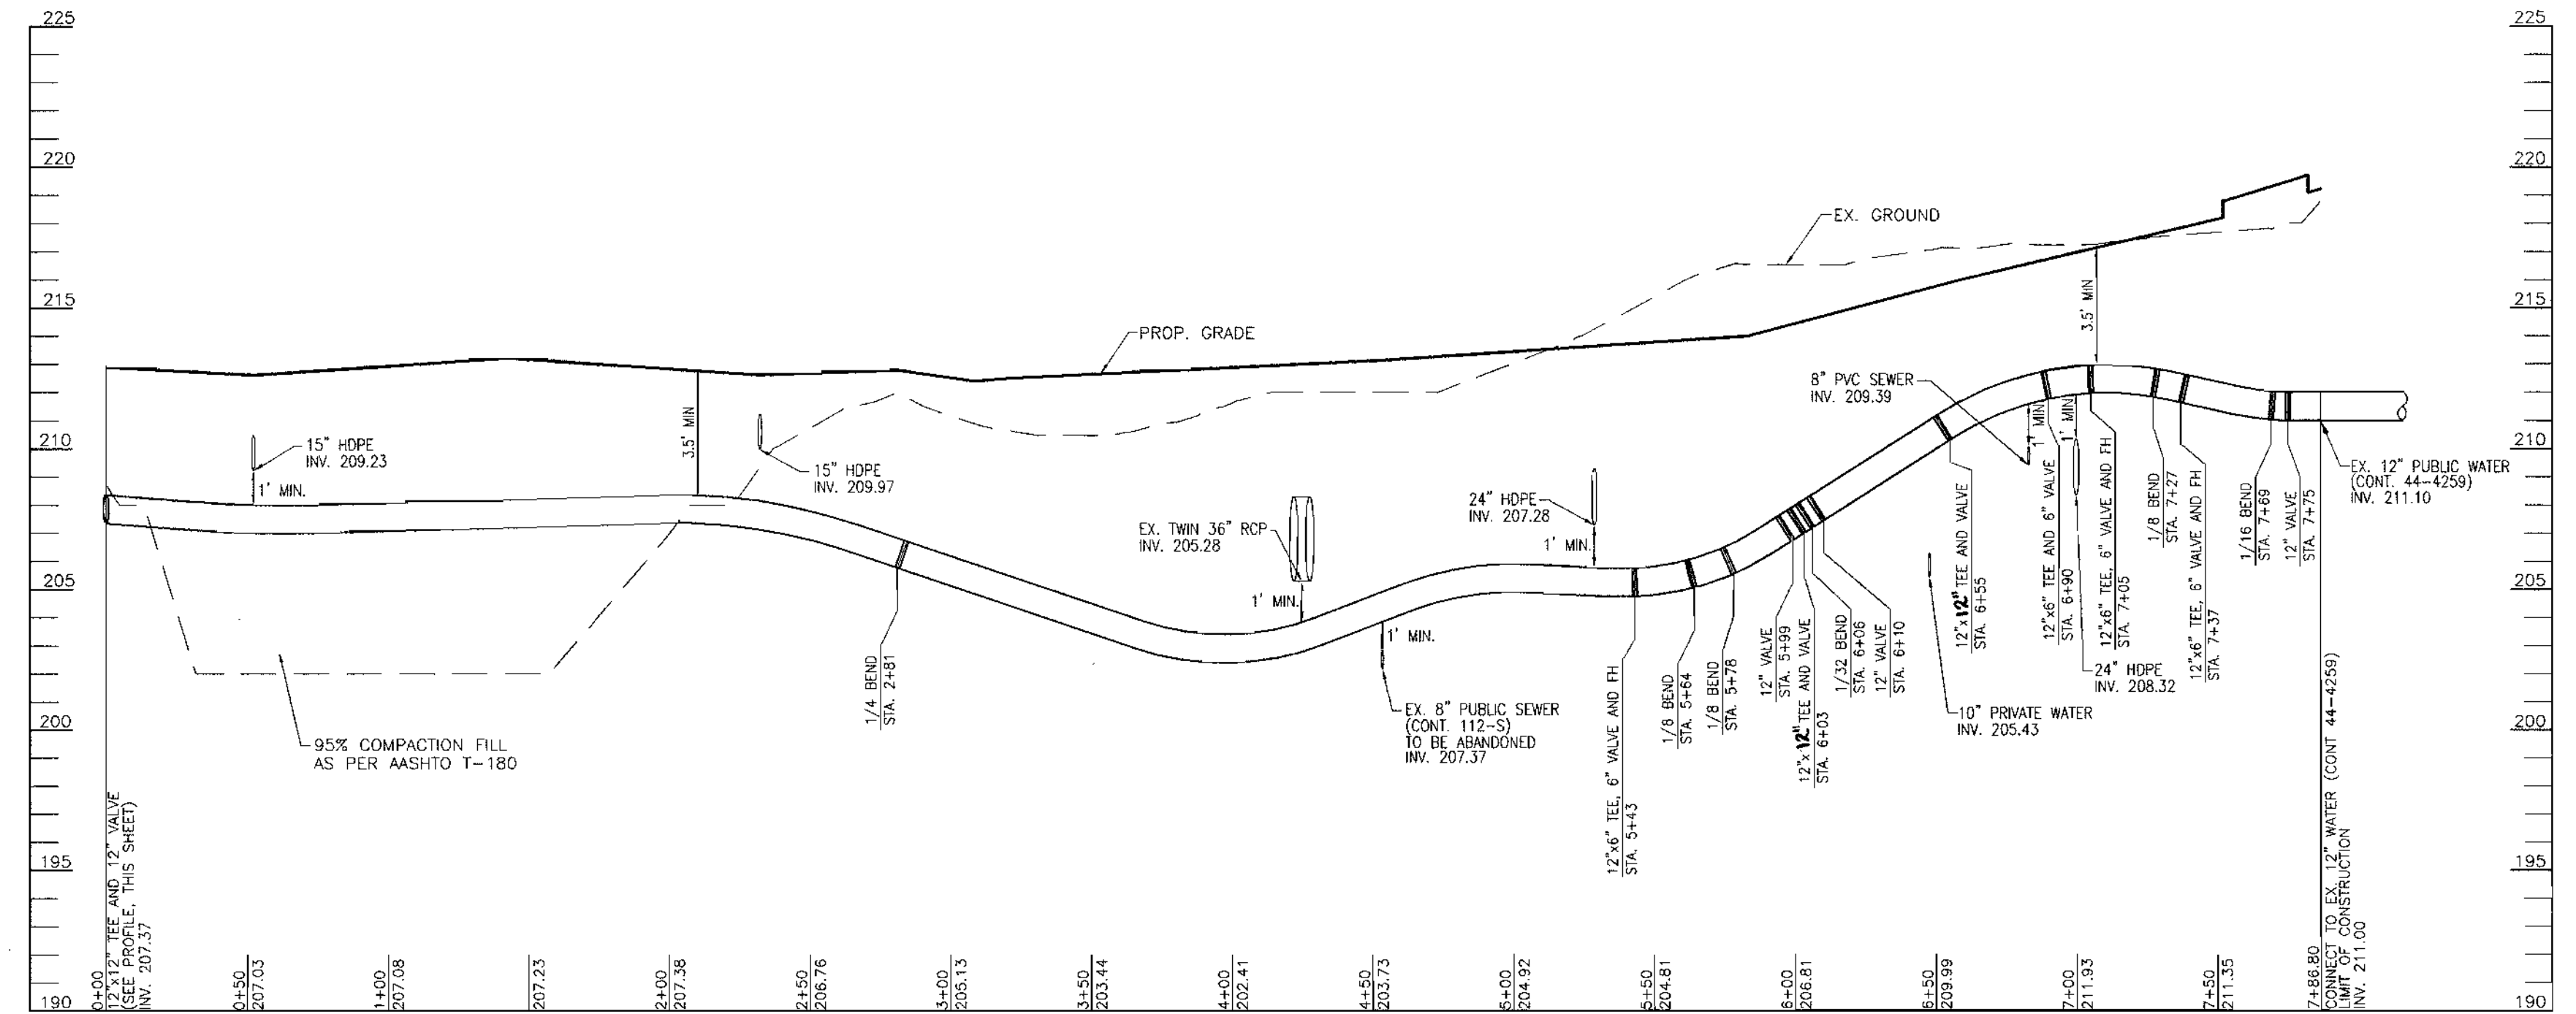 225
220
215
210
205
200
195
190
225
220
215
210
205
200
195
190
EX. GROUND
PROP. GRADE
15" HDPE
INV. 209.23
1' MIN.
3.5' MIN
15" HDPE
INV. 209.97
EX. TWIN 36" RCP
INV. 205.28
1' MIN.
24" HDPE
INV. 207.28
1' MIN.
8" PVC SEWER
INV. 209.39
1' MIN
1' MIN.
3.5' MIN
EX. 12" PUBLIC WATER
(CONT. 44-4259)
INV. 211.10
1' MIN.
EX. 8" PUBLIC SEWER
(CONT. 112-S)
TO BE ABANDONED
INV. 207.37
10" PRIVATE WATER
INV. 205.43
24" HDPE
INV. 208.32
95% COMPACTION FILL
AS PER AASHTO T-180
12"x12" TEE AND 12" VALVE
(SEE PROFILE, THIS SHEET)
INV. 207.37
1/4 BEND
STA. 2+81
12"x6" TEE, 6" VALVE AND FH
STA. 5+43
1/8 BEND
STA. 5+64
1/8 BEND
STA. 5+78
12" VALVE
STA. 5+99
12"x12" TEE AND VALVE
STA. 6+03
1/32 BEND
STA. 6+06
12" VALVE
STA. 6+10
12"x12" TEE AND VALVE
STA. 6+55
12"x6" TEE AND 6" VALVE
STA. 6+90
12"x6" TEE, 6" VALVE AND FH
STA. 7+05
1/8 BEND
STA. 7+27
12"x6" TEE, 6" VALVE AND FH
STA. 7+37
1/16 BEND
STA. 7+69
12" VALVE
STA. 7+75
CONNECT TO EX. 12" WATER (CONT 44-4259)
LIMIT OF CONSTRUCTION
INV. 211.00
0+00
0+50
207.03
1+00
207.08
207.23
2+00
207.38
2+50
206.76
3+00
205.13
3+50
203.44
4+00
202.41
4+50
203.73
5+00
204.92
5+50
204.81
6+00
206.81
6+50
209.99
7+00
211.93
7+50
211.35
7+86.80